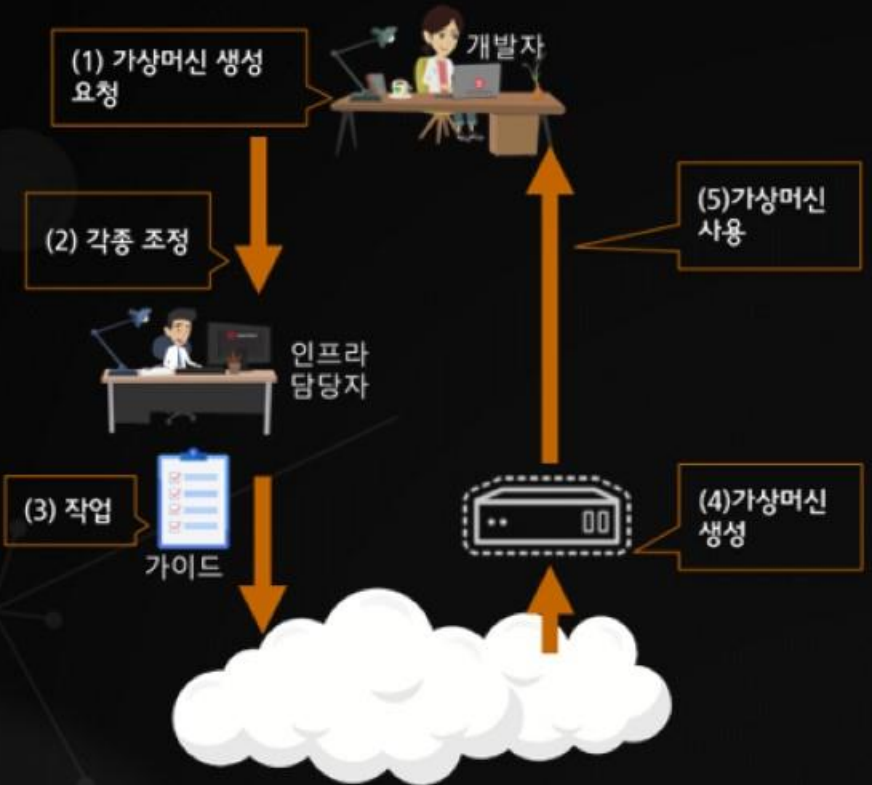 (1) 가상머신 생성
요청
개발자
(2) 각종 조정
(5)가상머신
사용
인프라
담당자
(3) 작업
가이드
(4)가상머신
생성